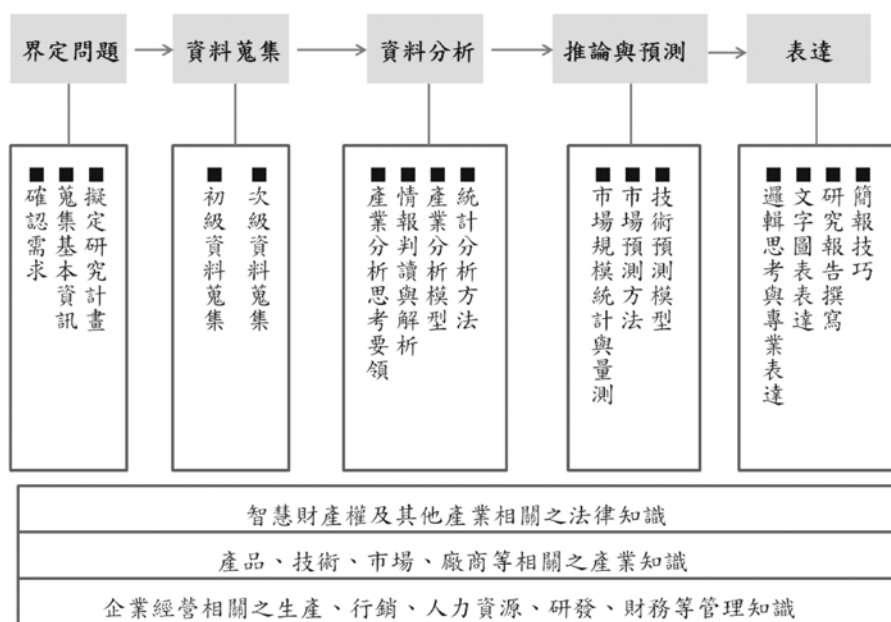 界定問題
資料蒐集
資料分析
推論與預測
表達
■確認需求
■蒐集基本資訊
■擬定研究計畫
■初級資料蒐集
■次級資料蒐集
■產業分析思考要領
■情報判讀與解析
■產業分析模型
■統計分析方法
■市場規模統計與量測
■市場預測方法
■技術預測模型
■邏輯思考與專業表達
■文字圖表表達
■研究報告撰寫
■簡報技巧
智慧財產權及其他產業相關之法律知識
產品、技術、市場、廠商等相關之產業知識
企業經營相關之生產、行銷、人力資源、研發、財務等管理知識